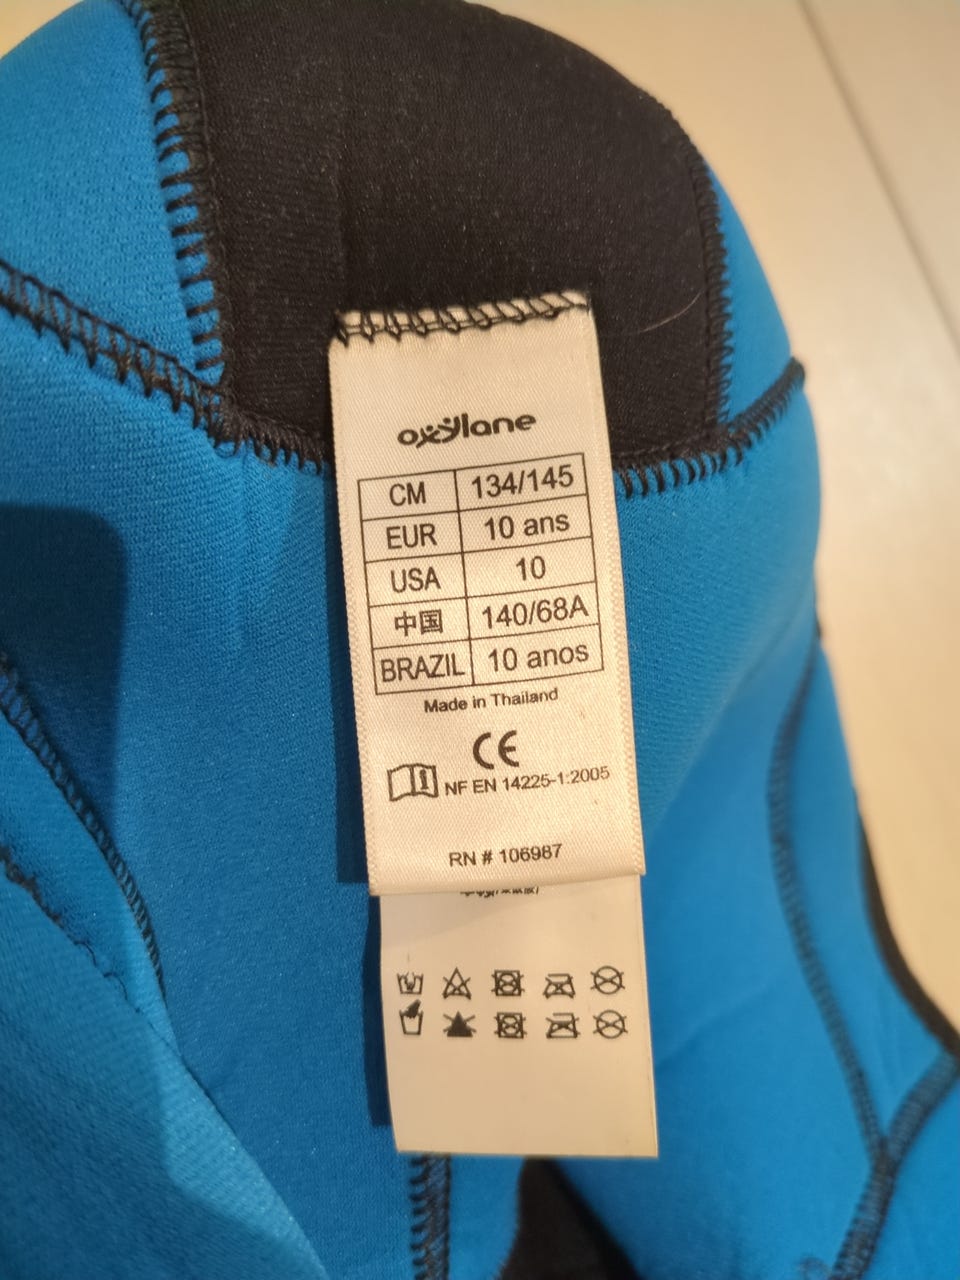 oxylane
CM 134/145
EUR 10 ans
USA 10
中国 140/68A
BRAZIL 10 anos
Made in Thailand
CE
NF EN 14225-1:2005
RN # 106987